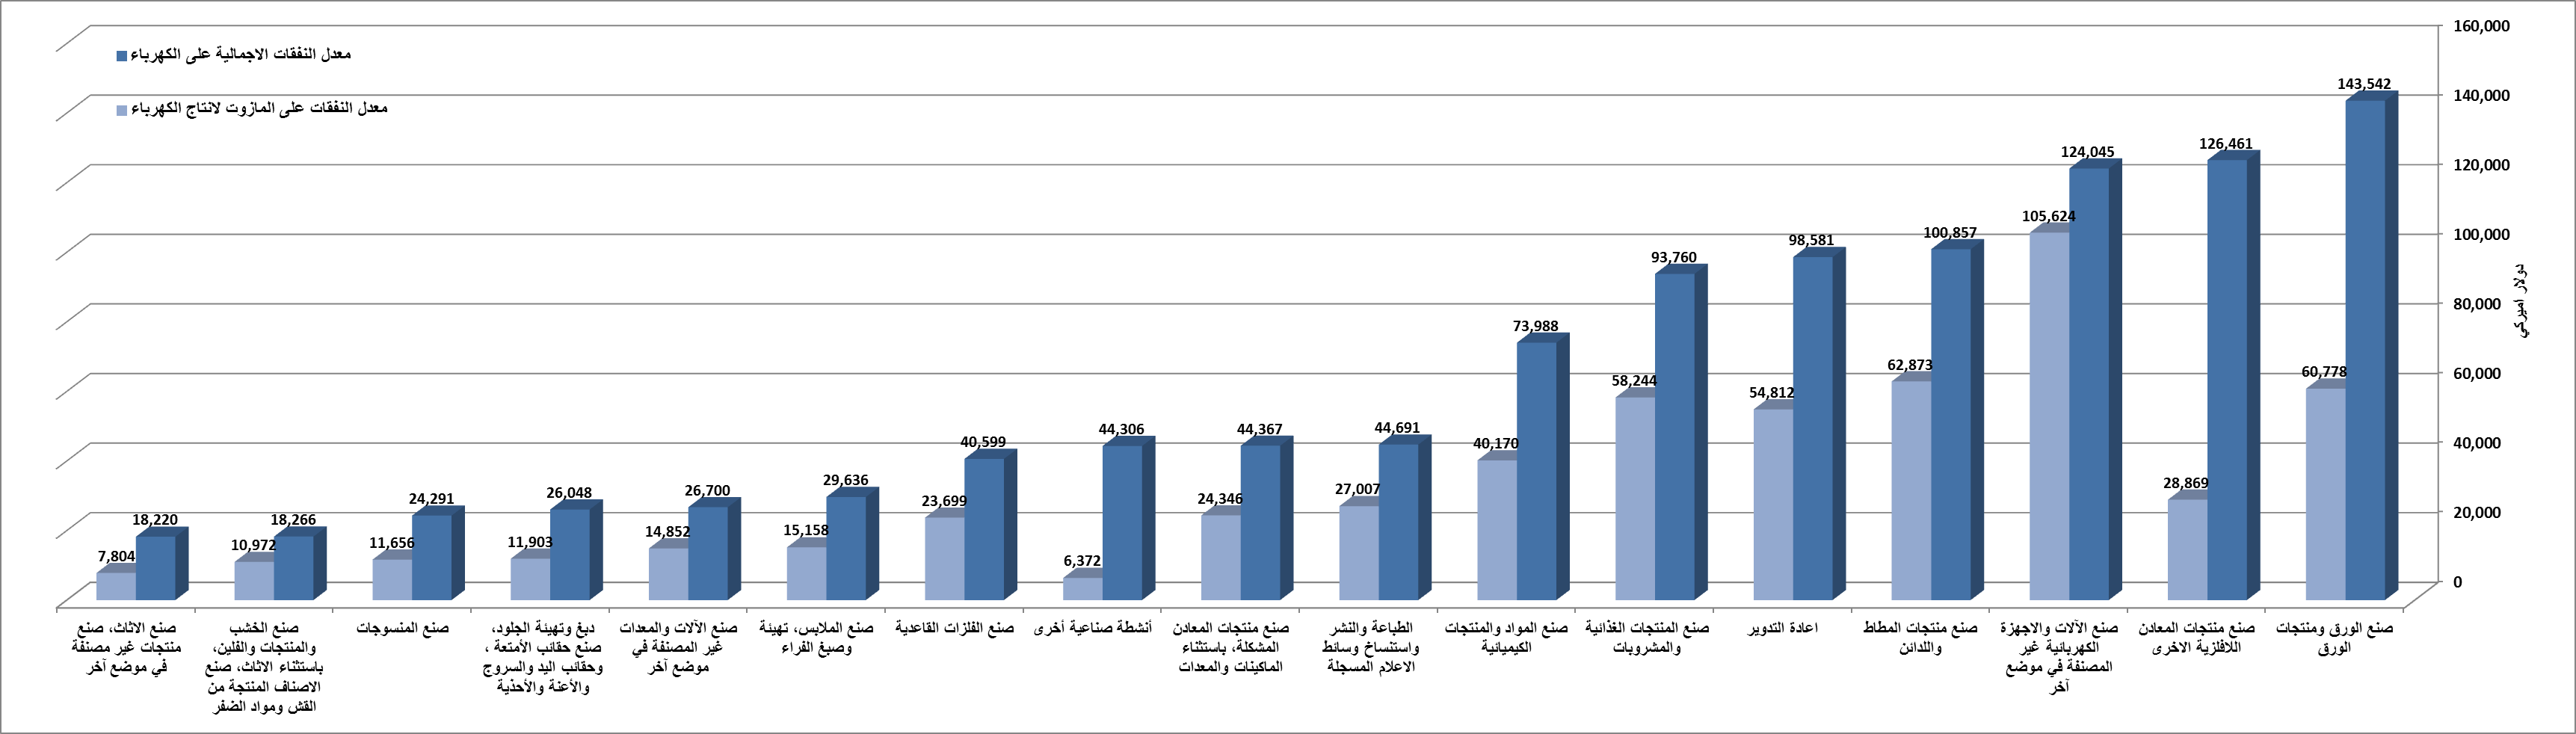 معدل النفقات الاجمالية على الكهرباء
معدل النفقات على المازوت لانتاج الكهرباء
160,000
140,000
120,000
100,000
80,000
60,000
40,000
20,000
0
دولار اميركي
143,542
60,778
126,461
28,869
124,045
105,624
100,857
62,873
98,581
54,812
93,760
58,244
73,988
40,170
44,691
27,007
44,367
24,346
44,306
6,372
40,599
23,699
29,636
15,158
26,700
14,852
26,048
11,903
24,291
11,656
18,266
10,972
18,220
7,804
صنع الورق ومنتجات
الورق
صنع منتجات المعادن
اللافلزية الاخرى
صنع الآلات والاجهزة
الكهربائية غير
المصنفة في موضع
آخر
صنع منتجات المطاط
واللدائن
اعادة التدوير
صنع المنتجات الغذائية
والمشروبات
صنع المواد والمنتجات
الكيميائية
الطباعة والنشر
واستنساخ وسائط
الاعلام المسجلة
صنع منتجات المعادن
المشكلة، باستثناء
الماكينات والمعدات
أنشطة صناعية أخرى
صنع الفلزات القاعدية
صنع الملابس، تهيئة
وصبغ الفراء
صنع الآلات والمعدات
غير المصنفة في
موضع آخر
دبغ وتهيئة الجلود،
صنع حقائب الأمتعة ،
وحقائب اليد والسروج
والأعنة والأحذية
صنع المنسوجات
صنع الخشب
والمنتجات والفلين،
باستثناء الاثاث، صنع
الاصناف المنتجة من
القش ومواد الضفر
صنع الاثاث، صنع
منتجات غير مصنفة
في موضع آخر